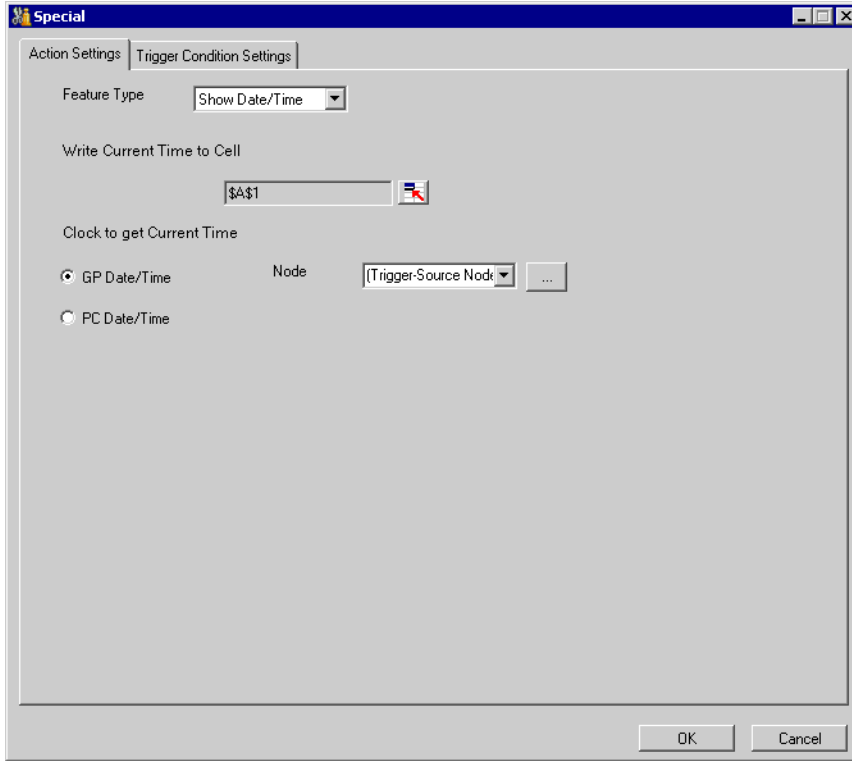 Special
Action Settings Trigger Condition Settings
Feature Type Show Date/Time
Write Current Time to Cell
$A$1
Clock to get Current Time
GP Date/Time Node (Trigger-Source Node ...
PC Date/Time
OK Cancel